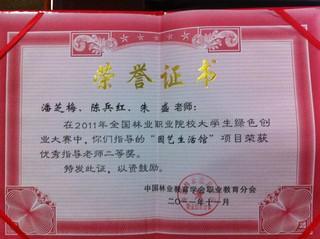 荣誉证书
潘芝梅、陈兵红、朱 盛 老师：
在2011年全国林业职业院校大学生绿色创
业大赛中，你们指导的“园艺生活馆”项目荣获
优秀指导老师二等奖。
特发此证，以资鼓励。
中国林业教育学会职业教育分会
二〇一一年十一月